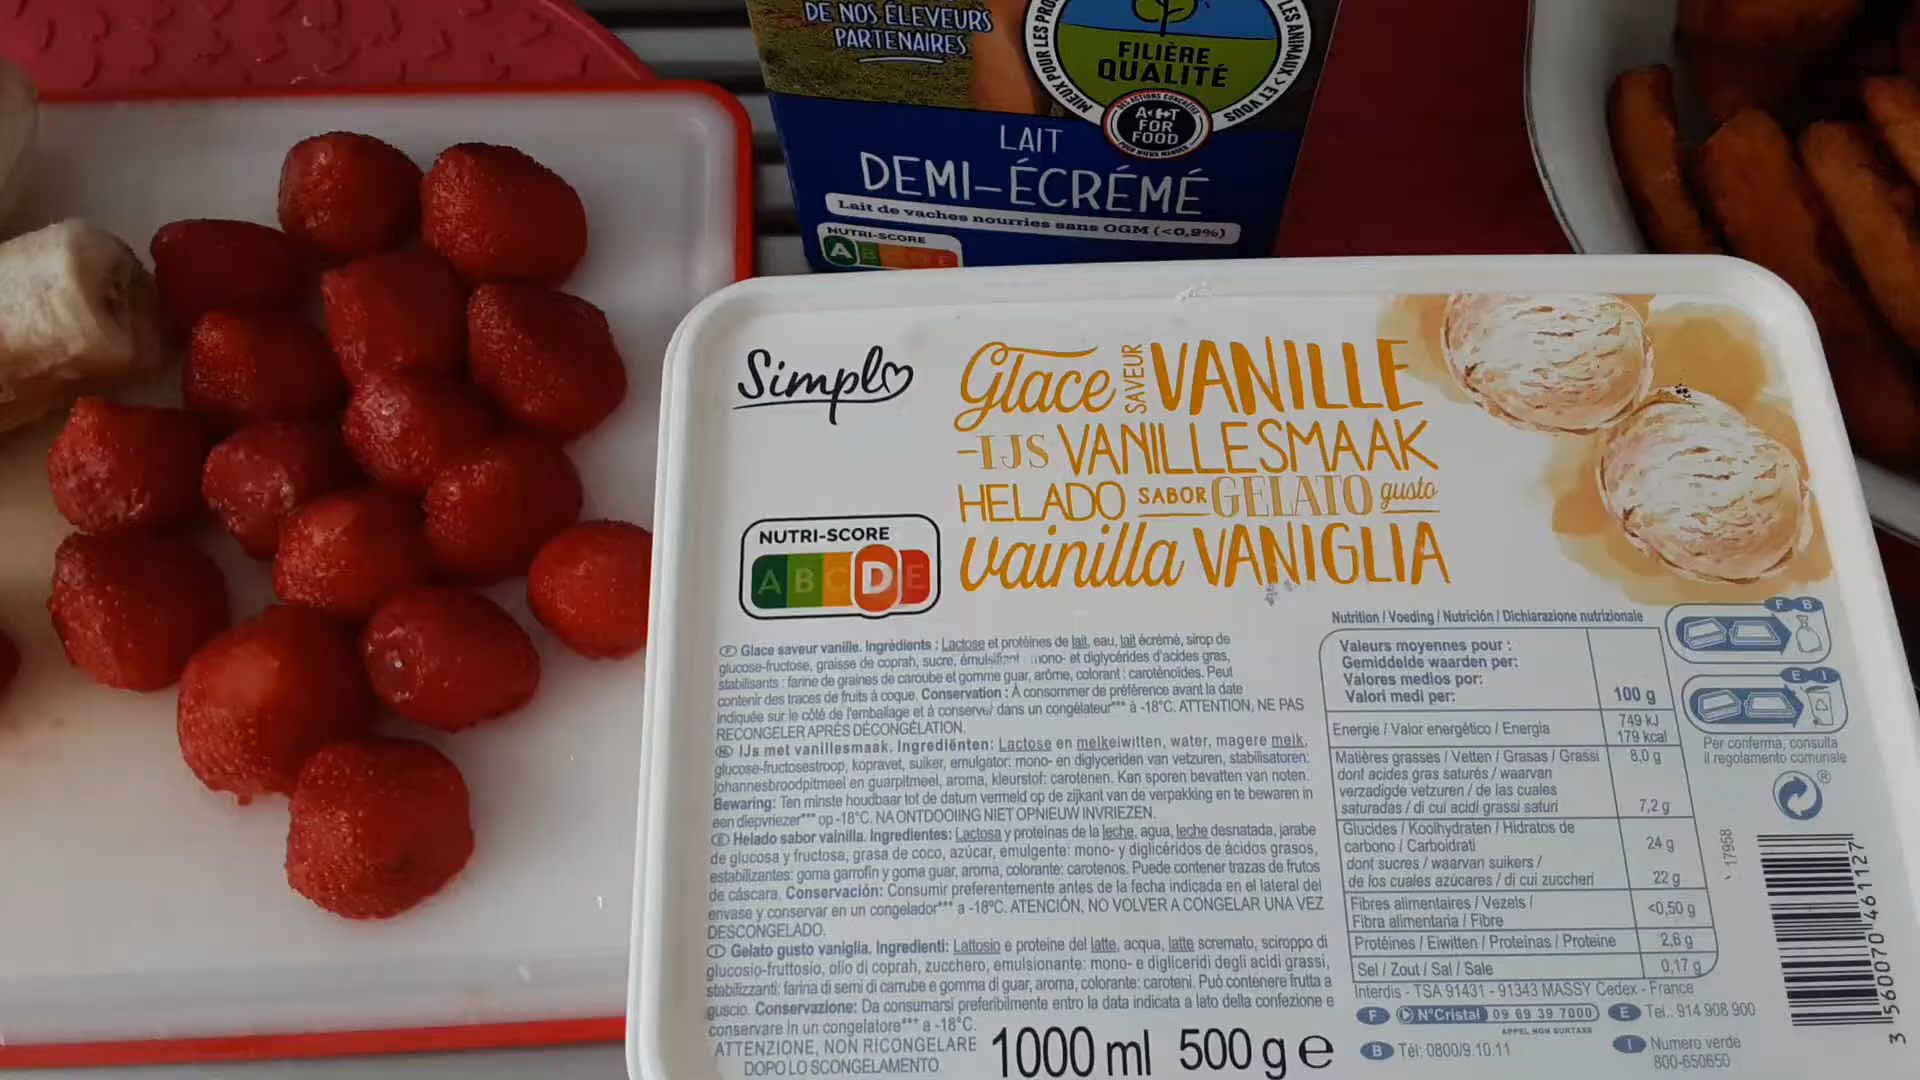 DE NOS ÉLEVEURS
PARTENAIRES
MIEUX POUR LES
LES ANIMAUX > ET VOUS
FILIÈRE
QUALITÉ
DES ACTIONS CONCRÈTES
ACT
FOR
FOOD
POUR MIEUX MANGER
LAIT
DEMI-ÉCRÉMÉ
Lait de vaches nourries sans OGM (<0,9%)
NUTRI-SCORE
A B
Simpl
Glace SAVEUR VANILLE
-IJS VANILLESMAAK
HELADO SABOR GELATO gusto
vainilla VANIGLIA
NUTRI-SCORE
A B C D E
F Glace saveur vanille. Ingrédients : Lactose et protéines de lait, eau, lait écrémé, sirop de
glucose-fructose, graisse de coprah, sucre, émulsifiant : mono- et diglycérides d'acides gras,
stabilisants : farine de graines de caroube et gomme guar, arôme, colorant : caroténoïdes. Peut
contenir des traces de fruits à coque. Conservation : À consommer de préférence avant la date
indiquée sur le côté de l'emballage et à conserver dans un congélateur*** à -18°C. ATTENTION, NE PAS
RECONGELER APRÈS DÉCONGÉLATION.
IJs met vanillesmaak. Ingrediënten: Lactose en melkeiwitten, water, magere melk,
glucose-fructosestroop, kopravet, suiker, emulgator: mono- en diglyceriden van vetzuren, stabilisatoren:
johannesbroodpitmeel en guarpitmeel, aroma, kleurstof: carotenen. Kan sporen bevatten van noten.
Bewaring: Ten minste houdbaar tot de datum vermeld op de zijkant van de verpakking en te bewaren in
een diepvriezer*** op -18°C. NA ONTDOOIING NIET OPNIEUW INVRIEZEN.
E Helado sabor vainilla. Ingredientes: Lactosa y proteínas de la leche, agua, leche desnatada, jarabe
de glucosa y fructosa, grasa de coco, azúcar, emulgente: mono- y diglicéridos de ácidos grasos,
estabilizantes: goma garrofín y goma guar, aroma, colorante: carotenos. Puede contener trazas de frutos
de cáscara. Conservación: Consumir preferentemente antes de la fecha indicada en el lateral del
envase y conservar en un congelador*** a -18°C. ATENCIÓN, NO VOLVER A CONGELAR UNA VEZ
DESCONGELADO.
I Gelato gusto vaniglia. Ingredienti: Lattosio e proteine del latte, acqua, latte scremato, sciroppo di
glucosio-fruttosio, olio di coprah, zucchero, emulsionante: mono- e digliceridi degli acidi grassi,
stabilizzanti: farina di semi di carrube e gomma di guar, aroma, colorante: caroteni. Può contenere frutta a
guscio. Conservazione: Da consumarsi preferibilmente entro la data indicata a lato della confezione e
conservare in un congelatore*** a -18°C.
ATTENZIONE, NON RICONGELARE
DOPO LO SCONGELAMENTO.
1000 ml 500 g e
Nutrition / Voeding / Nutrición / Dichiarazione nutrizionale
Valeurs moyennes pour :
Gemiddelde waarden per:
Valores medios por:
Valori medi per:
100 g
Energie / Valor energético / Energia
749 kJ
179 kcal
Matières grasses / Vetten / Grasas / Grassi 8,0 g
dont acides gras saturés / waarvan
verzadigde vetzuren / de las cuales
saturadas / di cui acidi grassi saturi 7,2 g
Glucides / Koolhydraten / Hidratos de
carbono / Carboidrati 24 g
dont sucres / waarvan suikers /
de los cuales azúcares / di cui zuccheri 22 g
Fibres alimentaires / Vezels /
Fibra alimentaria / Fibre <0,50 g
Protéines / Eiwitten / Proteínas / Proteine 2,6 g
Sel / Zout / Sal / Sale 0,17 g
Interdis - TSA 91431 - 91343 MASSY Cedex - France
F N°Cristal 09 69 39 7000
APPEL NON SURTAXE
E Tel.: 914 908 900
B Tél: 0800/9.10.11
I Numero verde
800-650650
F B
E I
Per conferma, consulta
il regolamento comunale
®
17958
3 560070 461127